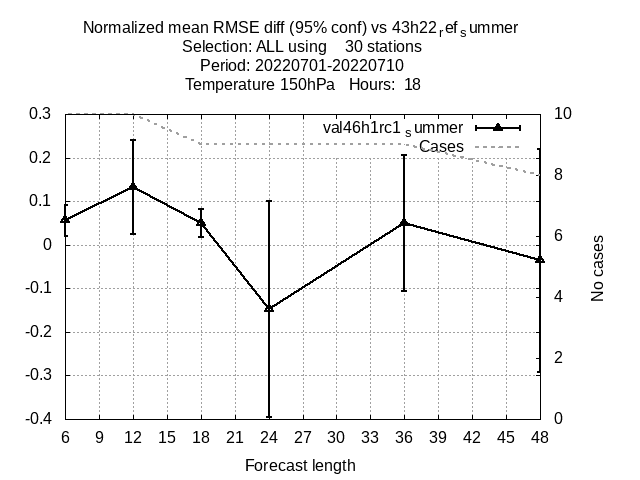 Normalized mean RMSE diff (95% conf) vs 43h22refsummer
Selection: ALL using 30 stations
Period: 20220701-20220710
Temperature 150hPa Hours: 18
val46h1rc1summer
Cases
0.3
0.2
0.1
0
-0.1
-0.2
-0.3
-0.4
10
8
6
4
2
0
No cases
6 9 12 15 18 21 24 27 30 33 36 39 42 45 48
Forecast length